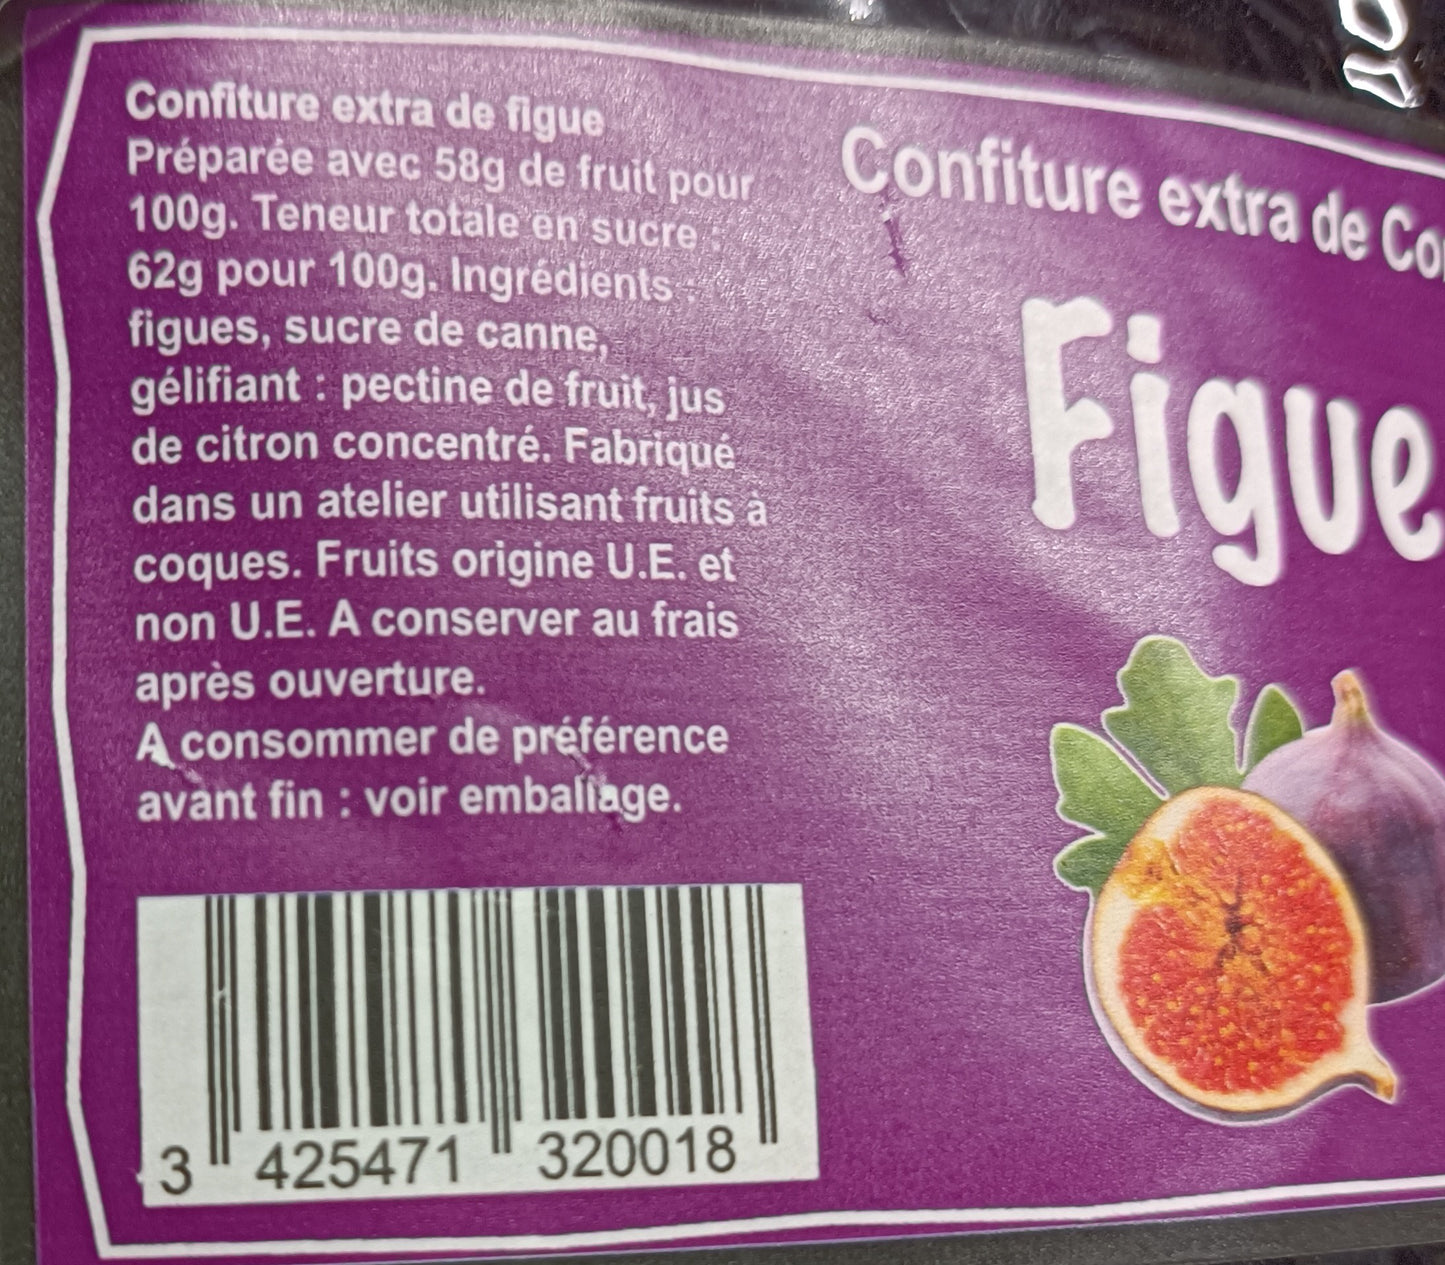 Confiture extra de figue
Préparée avec 58g de fruit pour
100g. Teneur totale en sucre :
62g pour 100g. Ingrédients :
figues, sucre de canne,
gélifiant : pectine de fruit, jus
de citron concentré. Fabriqué
dans un atelier utilisant fruits à
coques. Fruits origine U.E. et
non U.E. A conserver au frais
après ouverture.
A consommer de préférence
avant fin : voir emballage.
3 425471 320018
Confiture extra de
Figue